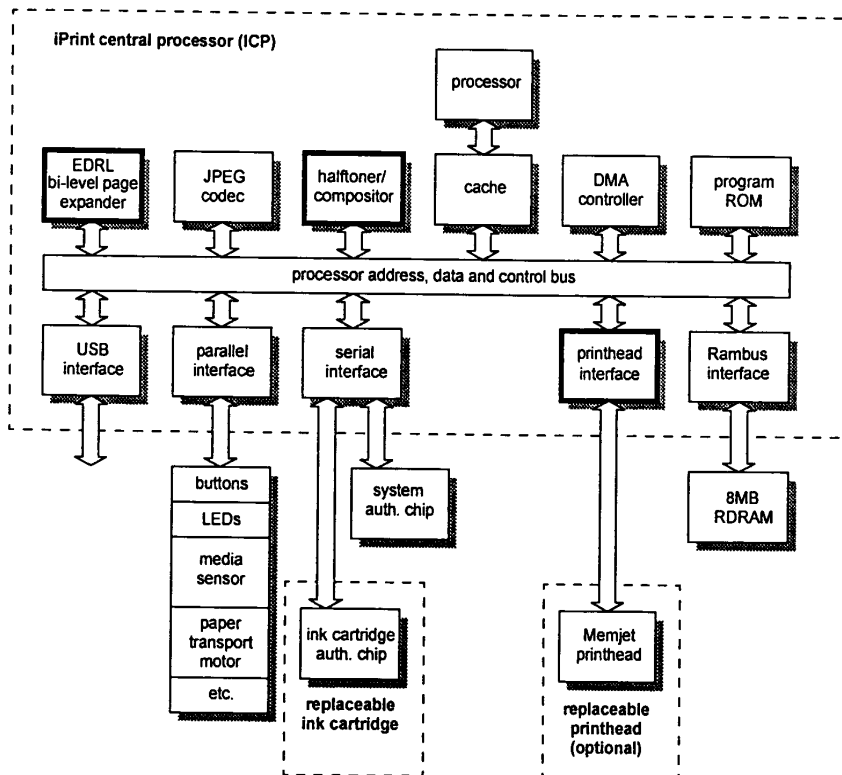 iPrint central processor (ICP)
processor
EDRL
bi-level page
expander
JPEG
codec
halftoner/
compositor
cache
DMA
controller
program
ROM
processor address, data and control bus
USB
interface
parallel
interface
serial
interface
printhead
interface
Rambus
interface
buttons
LEDs
media
sensor
paper
transport
motor
etc.
system
auth. chip
8MB
RDRAM
ink cartridge
auth. chip
replaceable
ink cartridge
Memjet
printhead
replaceable
printhead
(optional)